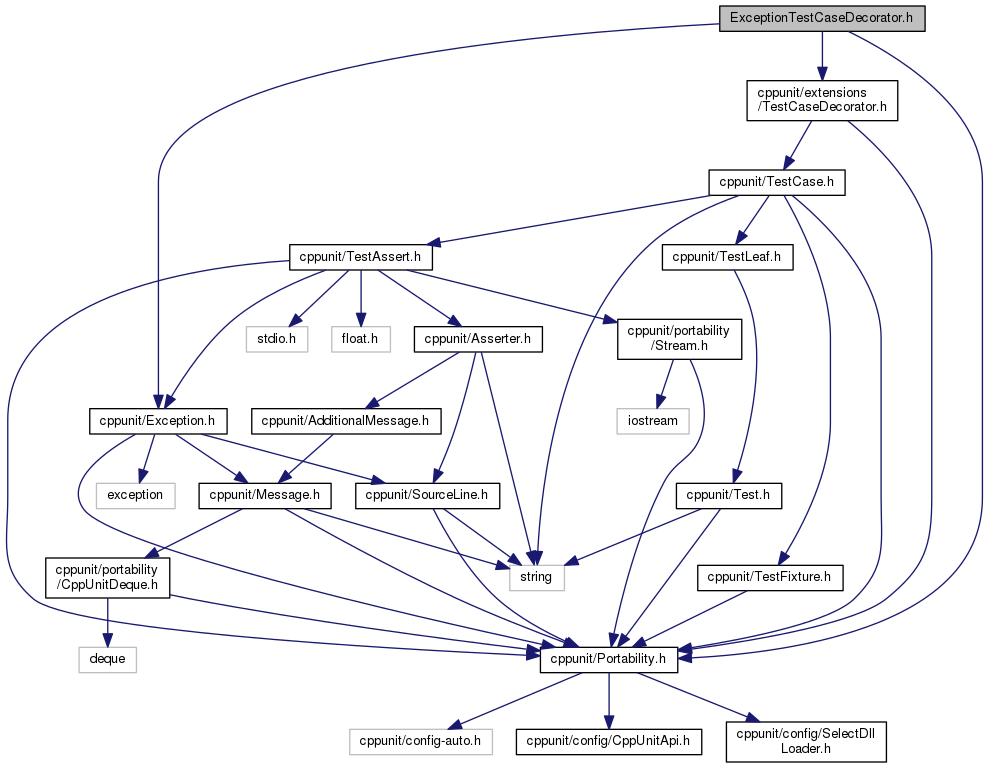 ExceptionTestCaseDecorator.h
cppunit/extensions
/TestCaseDecorator.h
cppunit/TestCase.h
cppunit/TestAssert.h
cppunit/TestLeaf.h
stdio.h
float.h
cppunit/Asserter.h
cppunit/portability
/Stream.h
cppunit/Exception.h
cppunit/AdditionalMessage.h
iostream
exception
cppunit/Message.h
cppunit/SourceLine.h
cppunit/Test.h
cppunit/portability
/CppUnitDeque.h
string
cppunit/TestFixture.h
deque
cppunit/Portability.h
cppunit/config-auto.h
cppunit/config/CppUnitApi.h
cppunit/config/SelectDll
Loader.h